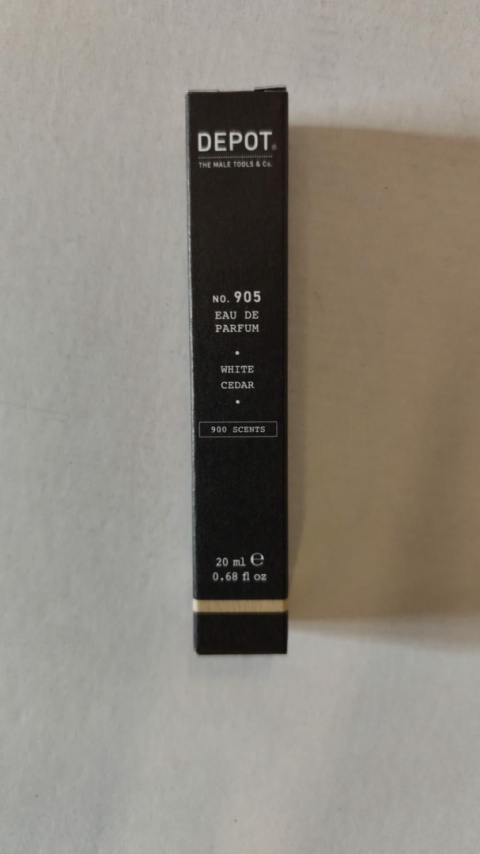 DEPOT®
THE MALE TOOLS & Co.
NO. 905
EAU DE
PARFUM
•
WHITE
CEDAR
•
900 SCENTS
20 ml ℮
0.68 fl oz